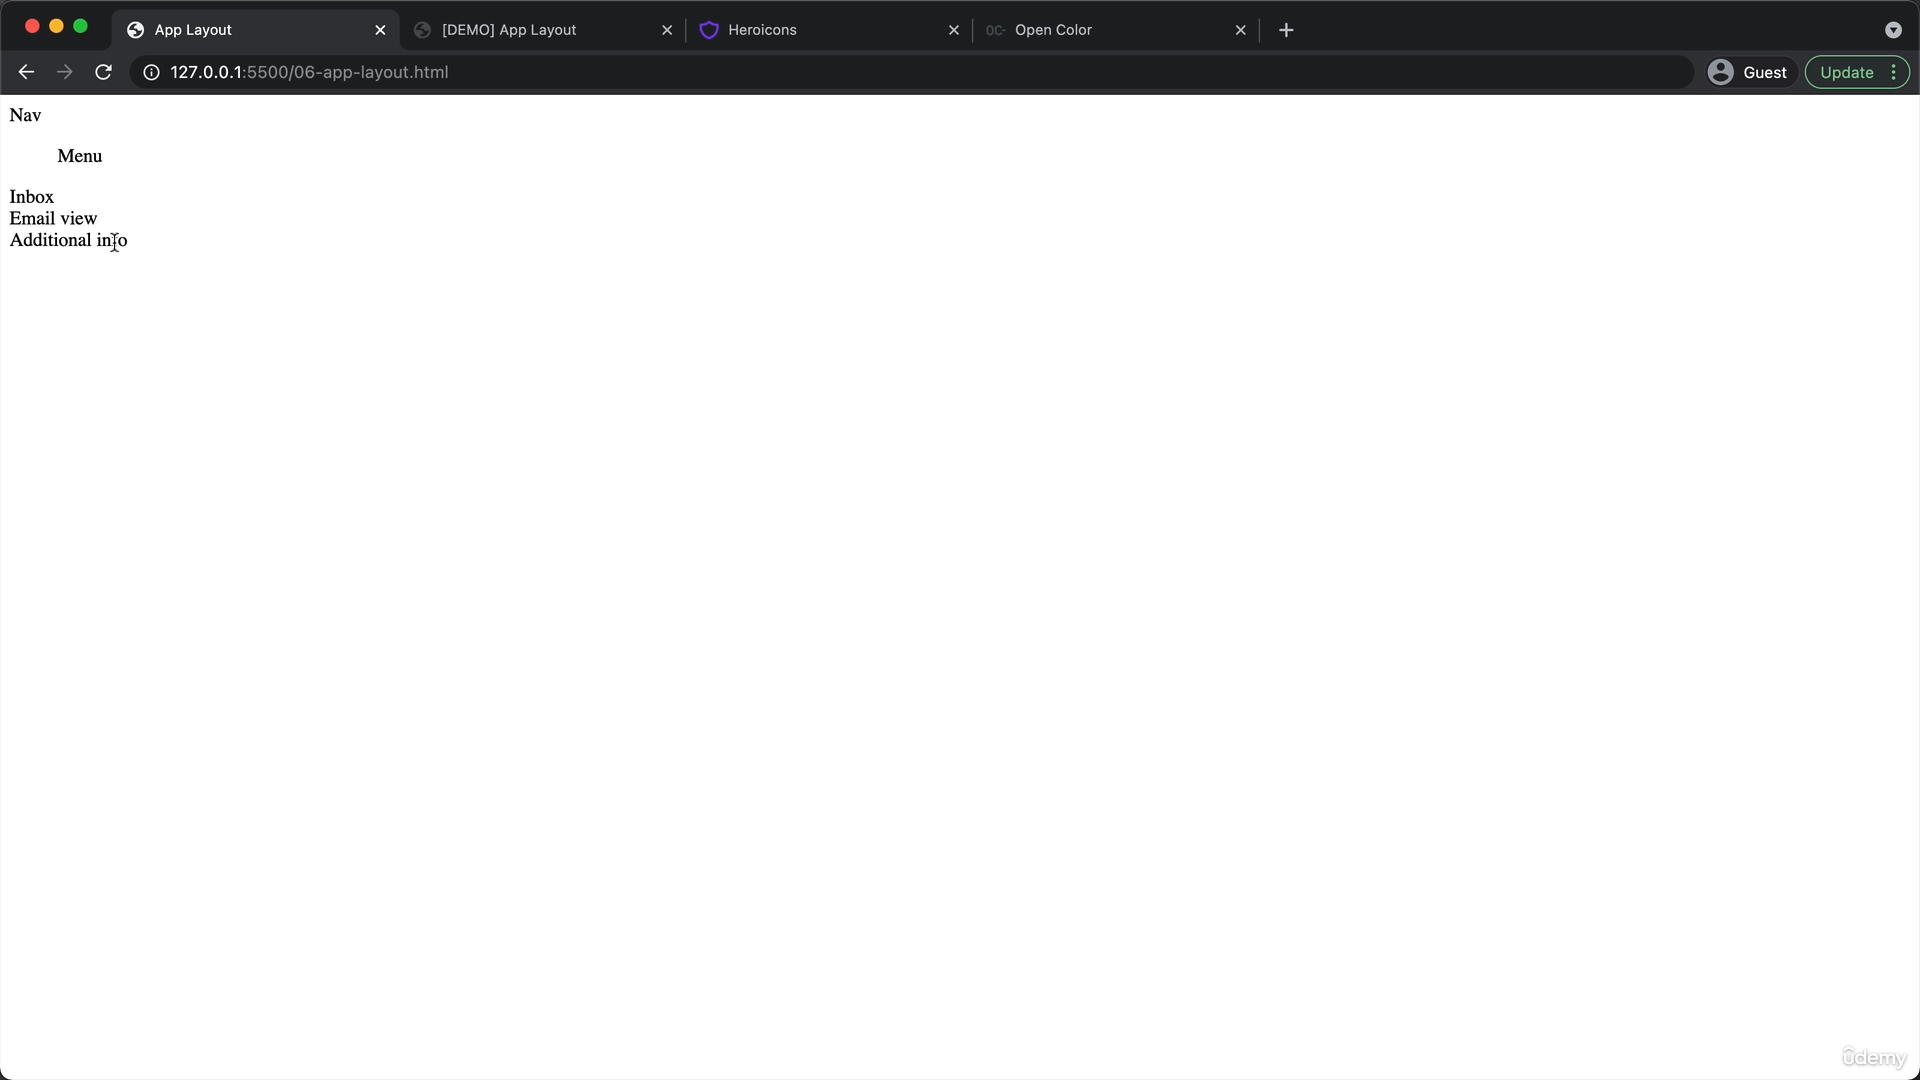 App Layout
[DEMO] App Layout
Heroicons
OC- Open Color
127.0.0.1:5500/06-app-layout.html
Guest
Update
Nav
Menu
Inbox
Email view
Additional info
ûdemy